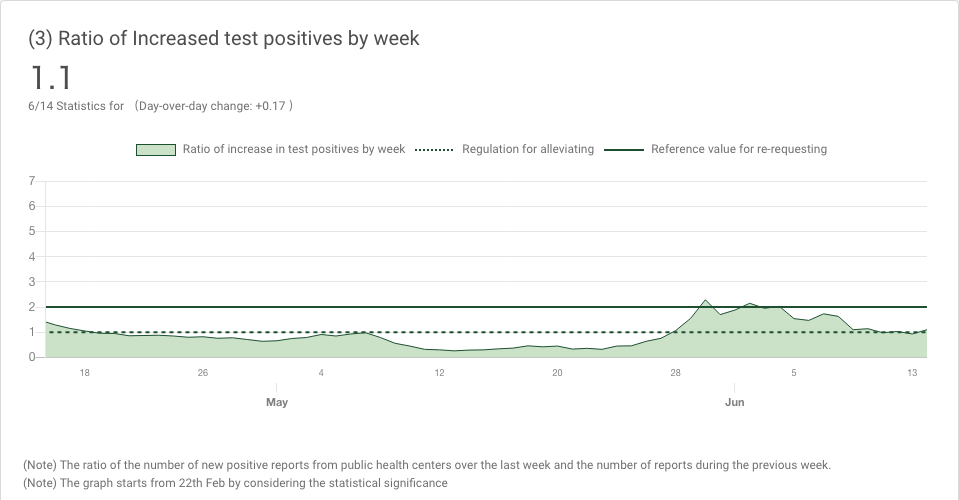 (3) Ratio of Increased test positives by week
1.1
6/14 Statistics for （Day-over-day change: +0.17 ）
Ratio of increase in test positives by week Regulation for alleviating Reference value for re-requesting
7
6
5
4
3
2
1
0
18 26 4 12 20 28 5 13
May Jun
(Note) The ratio of the number of new positive reports from public health centers over the last week and the number of reports during the previous week.
(Note) The graph starts from 22th Feb by considering the statistical significance